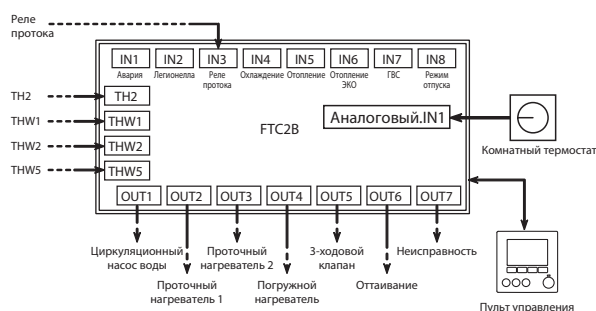 Реле
протока
IN1 IN2 IN3 IN4 IN5 IN6 IN7 IN8
Авария Легионелла Реле протока Охлаждение Отопление Отопление ЭКО ГВС Режим отпуска
TH2 TH2
THW1 THW1
THW2 THW2
THW5 THW5
FTC2B
Аналоговый.IN1
Комнатный термостат
OUT1 OUT2 OUT3 OUT4 OUT5 OUT6 OUT7
Циркуляционный
насос воды
Проточный
нагреватель 1
Проточный
нагреватель 2
Погружной
нагреватель
3-ходовой
клапан
Оттаивание
Неисправность
Пульт управления